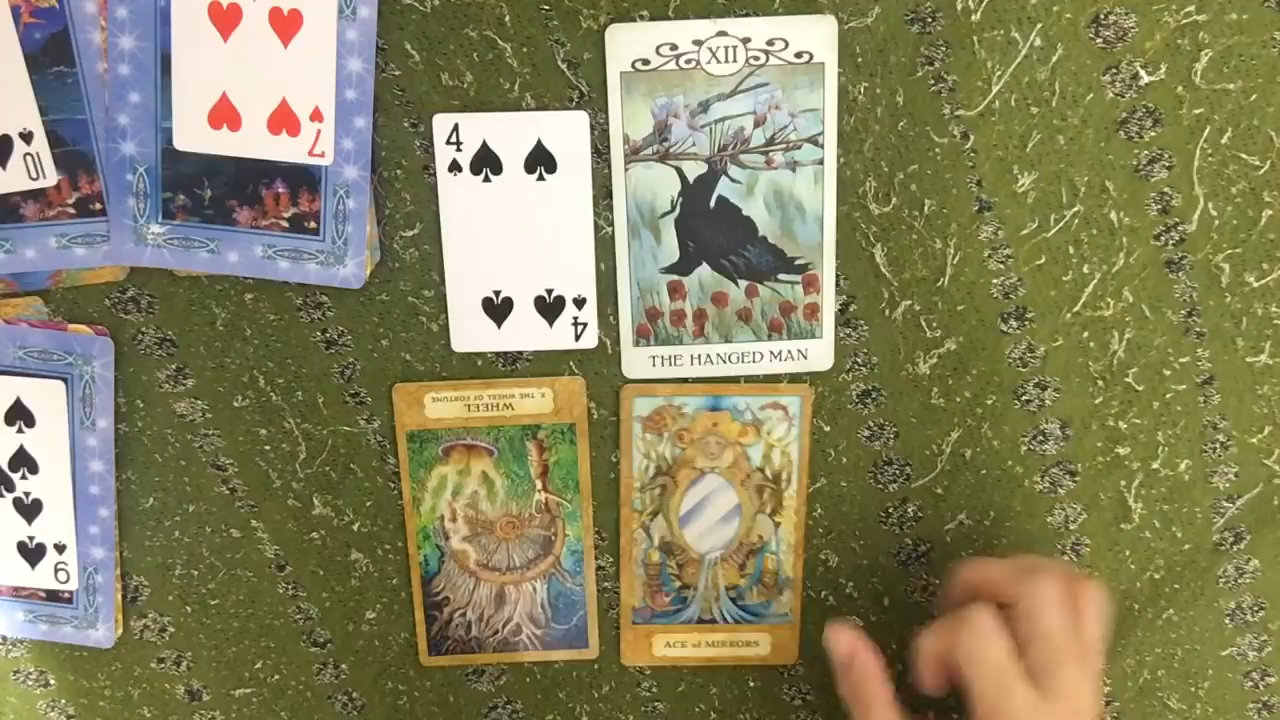 7
10
XII
4
4
THE HANGED MAN
X. THE WHEEL OF FORTUNE
WHEEL
9
ACE of MIRRORS